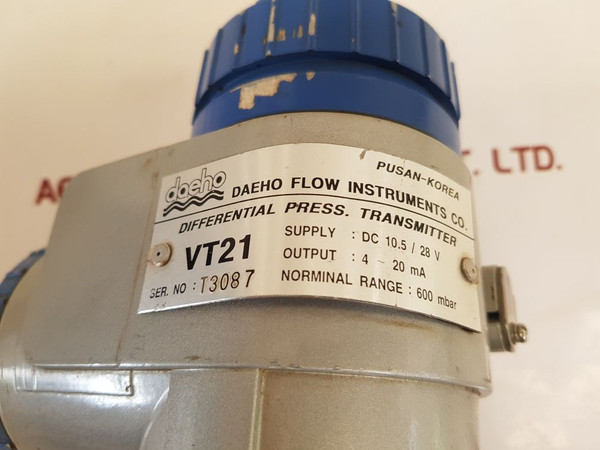 daeho
PUSAN-KOREA
DAEHO FLOW INSTRUMENTS CO.
DIFFERENTIAL PRESS. TRANSMITTER
VT21
SUPPLY : DC 10.5 / 28 V
OUTPUT : 4 - 20 mA
SER. NO : T3087
NORMINAL RANGE : 600 mbar
T. LTD.